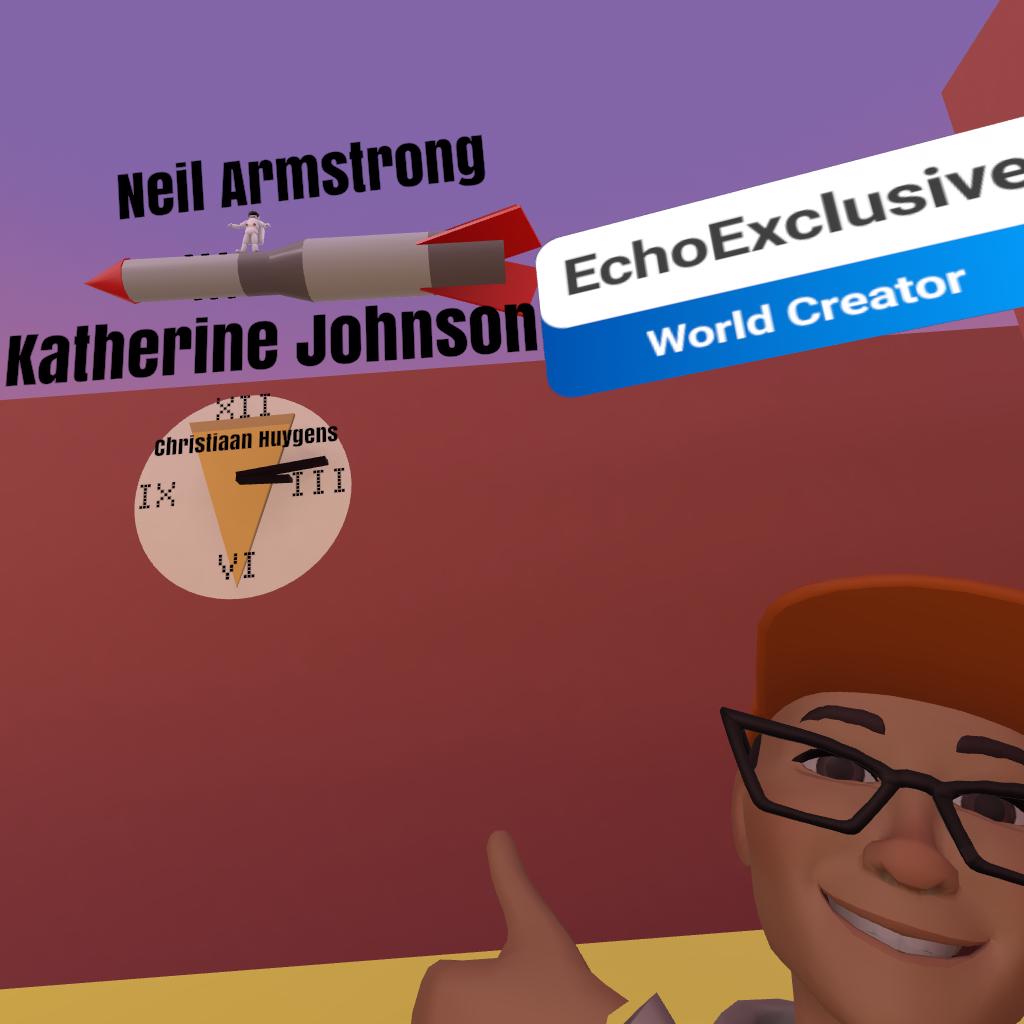 Neil Armstrong
EchoExclusive
World Creator
Katherine Johnson
XII
Christiaan Huygens
IX
III
VI